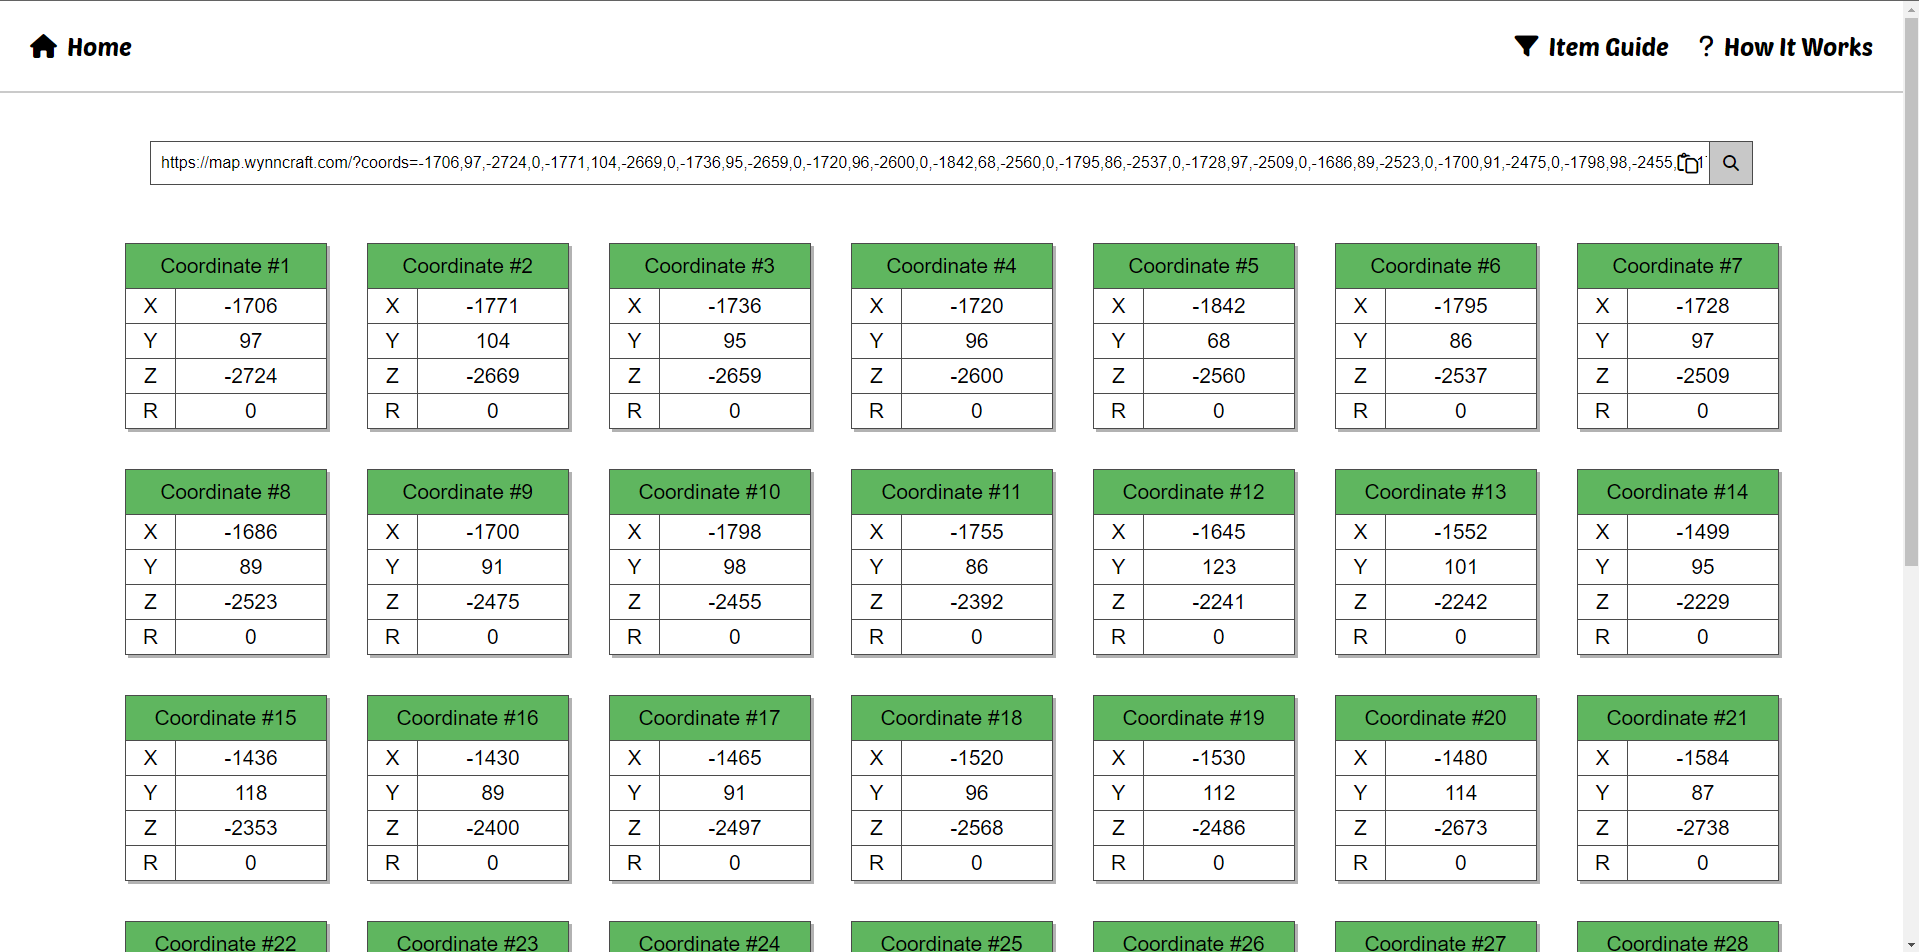 Home
Item Guide ? How It Works
https://map.wynncraft.com/?coords=-1706,97,-2724,0,-1771,104,-2669,0,-1736,95,-2659,0,-1720,96,-2600,0,-1842,68,-2560,0,-1795,86,-2537,0,-1728,97,-2509,0,-1686,89,-2523,0,-1700,91,-2475,0,-1798,98,-2455,
Coordinate #1 Coordinate #2 Coordinate #3 Coordinate #4 Coordinate #5 Coordinate #6 Coordinate #7
X -1706 X -1771 X -1736 X -1720 X -1842 X -1795 X -1728
Y 97 Y 104 Y 95 Y 96 Y 68 Y 86 Y 97
Z -2724 Z -2669 Z -2659 Z -2600 Z -2560 Z -2537 Z -2509
R 0 R 0 R 0 R 0 R 0 R 0 R 0
Coordinate #8 Coordinate #9 Coordinate #10 Coordinate #11 Coordinate #12 Coordinate #13 Coordinate #14
X -1686 X -1700 X -1798 X -1755 X -1645 X -1552 X -1499
Y 89 Y 91 Y 98 Y 86 Y 123 Y 101 Y 95
Z -2523 Z -2475 Z -2455 Z -2392 Z -2241 Z -2242 Z -2229
R 0 R 0 R 0 R 0 R 0 R 0 R 0
Coordinate #15 Coordinate #16 Coordinate #17 Coordinate #18 Coordinate #19 Coordinate #20 Coordinate #21
X -1436 X -1430 X -1465 X -1520 X -1530 X -1480 X -1584
Y 118 Y 89 Y 91 Y 96 Y 112 Y 114 Y 87
Z -2353 Z -2400 Z -2497 Z -2568 Z -2486 Z -2673 Z -2738
R 0 R 0 R 0 R 0 R 0 R 0 R 0
Coordinate #22 Coordinate #23 Coordinate #24 Coordinate #25 Coordinate #26 Coordinate #27 Coordinate #28